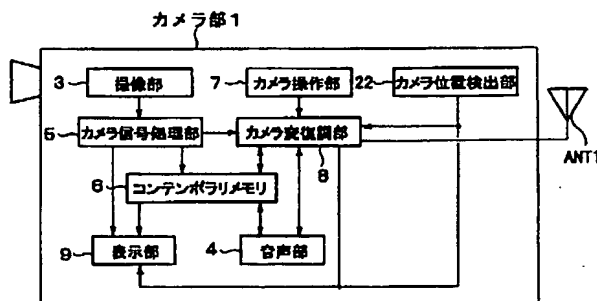 カメラ部1
3 撮像部
7 カメラ操作部
22 カメラ位置検出部
5 カメラ信号処理部
カメラ変復調部 8
ANT1
6 コンテンポラリメモリ
9 表示部
4 音声部